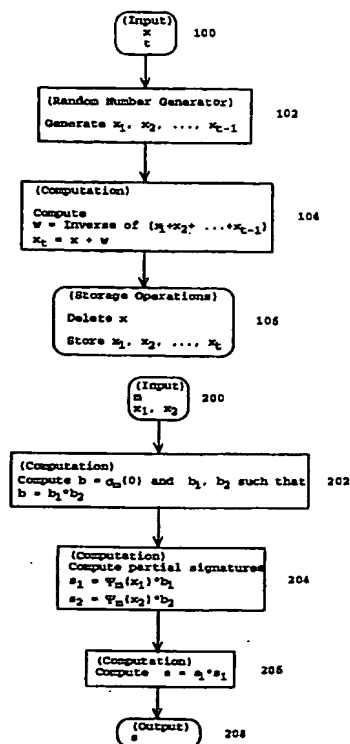 (Input)
x
t
100
(Random Number Generator)
Generate x1, x2, ..., xt-1
102
(Computation)
Compute
w = Inverse of (x1+x2+ ...+xt-1)
xt = x + w
104
(Storage Operations)
Delete x
Store x1, x2, ..., xt
106
(Input)
m
x1, x2
200
(Computation)
Compute b = σm(0) and b1, b2 such that
b = b1*b2
202
(Computation)
Compute partial signatures
s1 = Ψm(x1)*b1
s2 = Ψm(x2)*b2
204
(Computation)
Compute s = s1*s1
206
(Output)
s
208